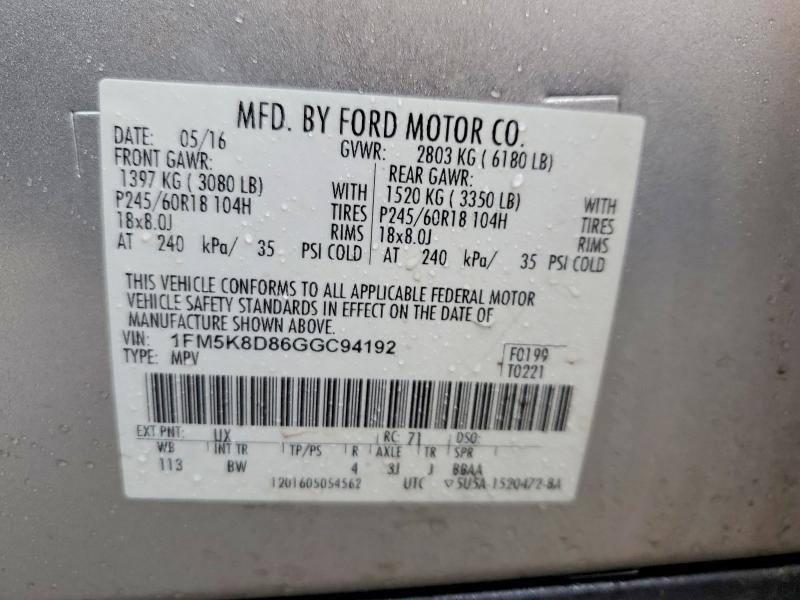 MFD. BY FORD MOTOR CO.
DATE: 05/16 GVWR: 2803 KG ( 6180 LB)
FRONT GAWR: REAR GAWR:
1397 KG ( 3080 LB) WITH 1520 KG ( 3350 LB) WITH
P245/60R18 104H TIRES P245/60R18 104H TIRES
18x8.0J RIMS 18x8.0J RIMS
AT 240 kPa/ 35 PSI COLD AT 240 kPa/ 35 PSI COLD
THIS VEHICLE CONFORMS TO ALL APPLICABLE FEDERAL MOTOR
VEHICLE SAFETY STANDARDS IN EFFECT ON THE DATE OF
MANUFACTURE SHOWN ABOVE.
VIN: 1FM5K8D86GGC94192 F0199
TYPE: MPV T0221
EXT PNT: UX RC: 71 DSO:
WB INT TR TP/PS R AXLE TR SPR
113 BW 4 3J J BBAA
1201605054562 UTC ▽5U5A-1520472-BA